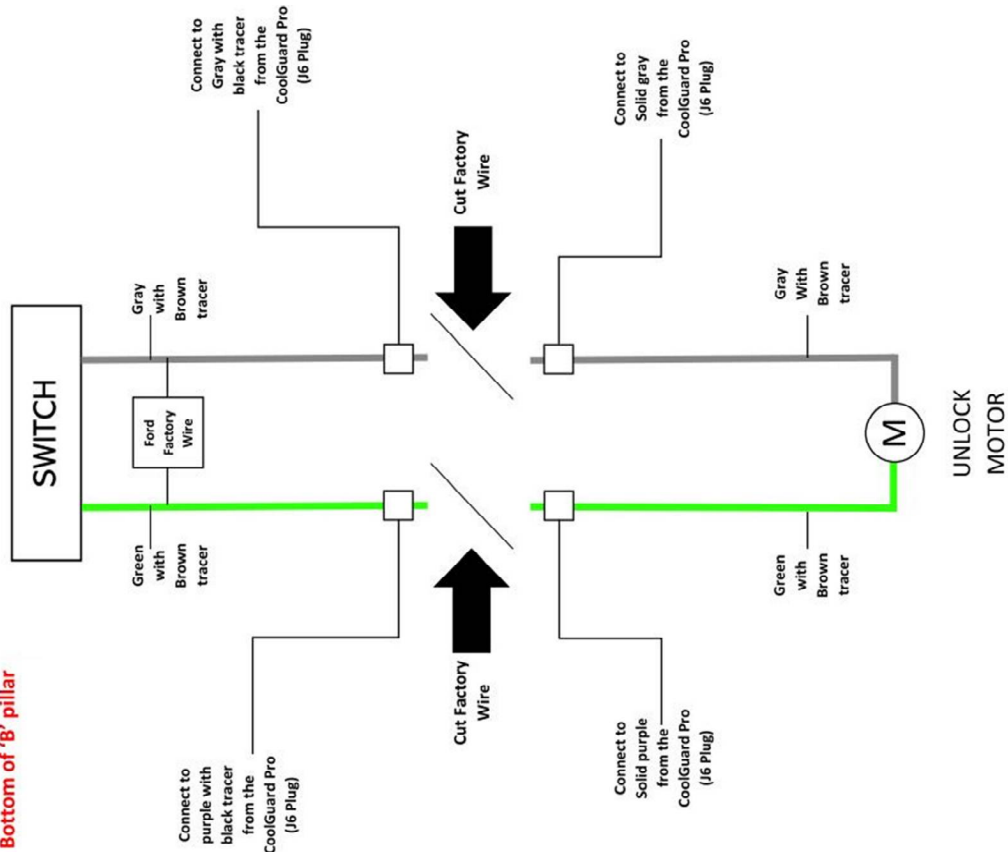 Bottom of 'B' pillar
SWITCH
Green
with
Brown
tracer
Ford
Factory
Wire
Gray
with
Brown
tracer
Connect to
purple with
black tracer
from the
CoolGuard Pro
(J6 Plug)
Connect to
Gray with
black tracer
from the
CoolGuard Pro
(J6 Plug)
Cut Factory
Wire
Cut Factory
Wire
Connect to
Solid purple
from the
CoolGuard Pro
(J6 Plug)
Connect to
Solid gray
from the
CoolGuard Pro
(J6 Plug)
Green
with
Brown
tracer
Gray
With
Brown
tracer
M
UNLOCK
MOTOR